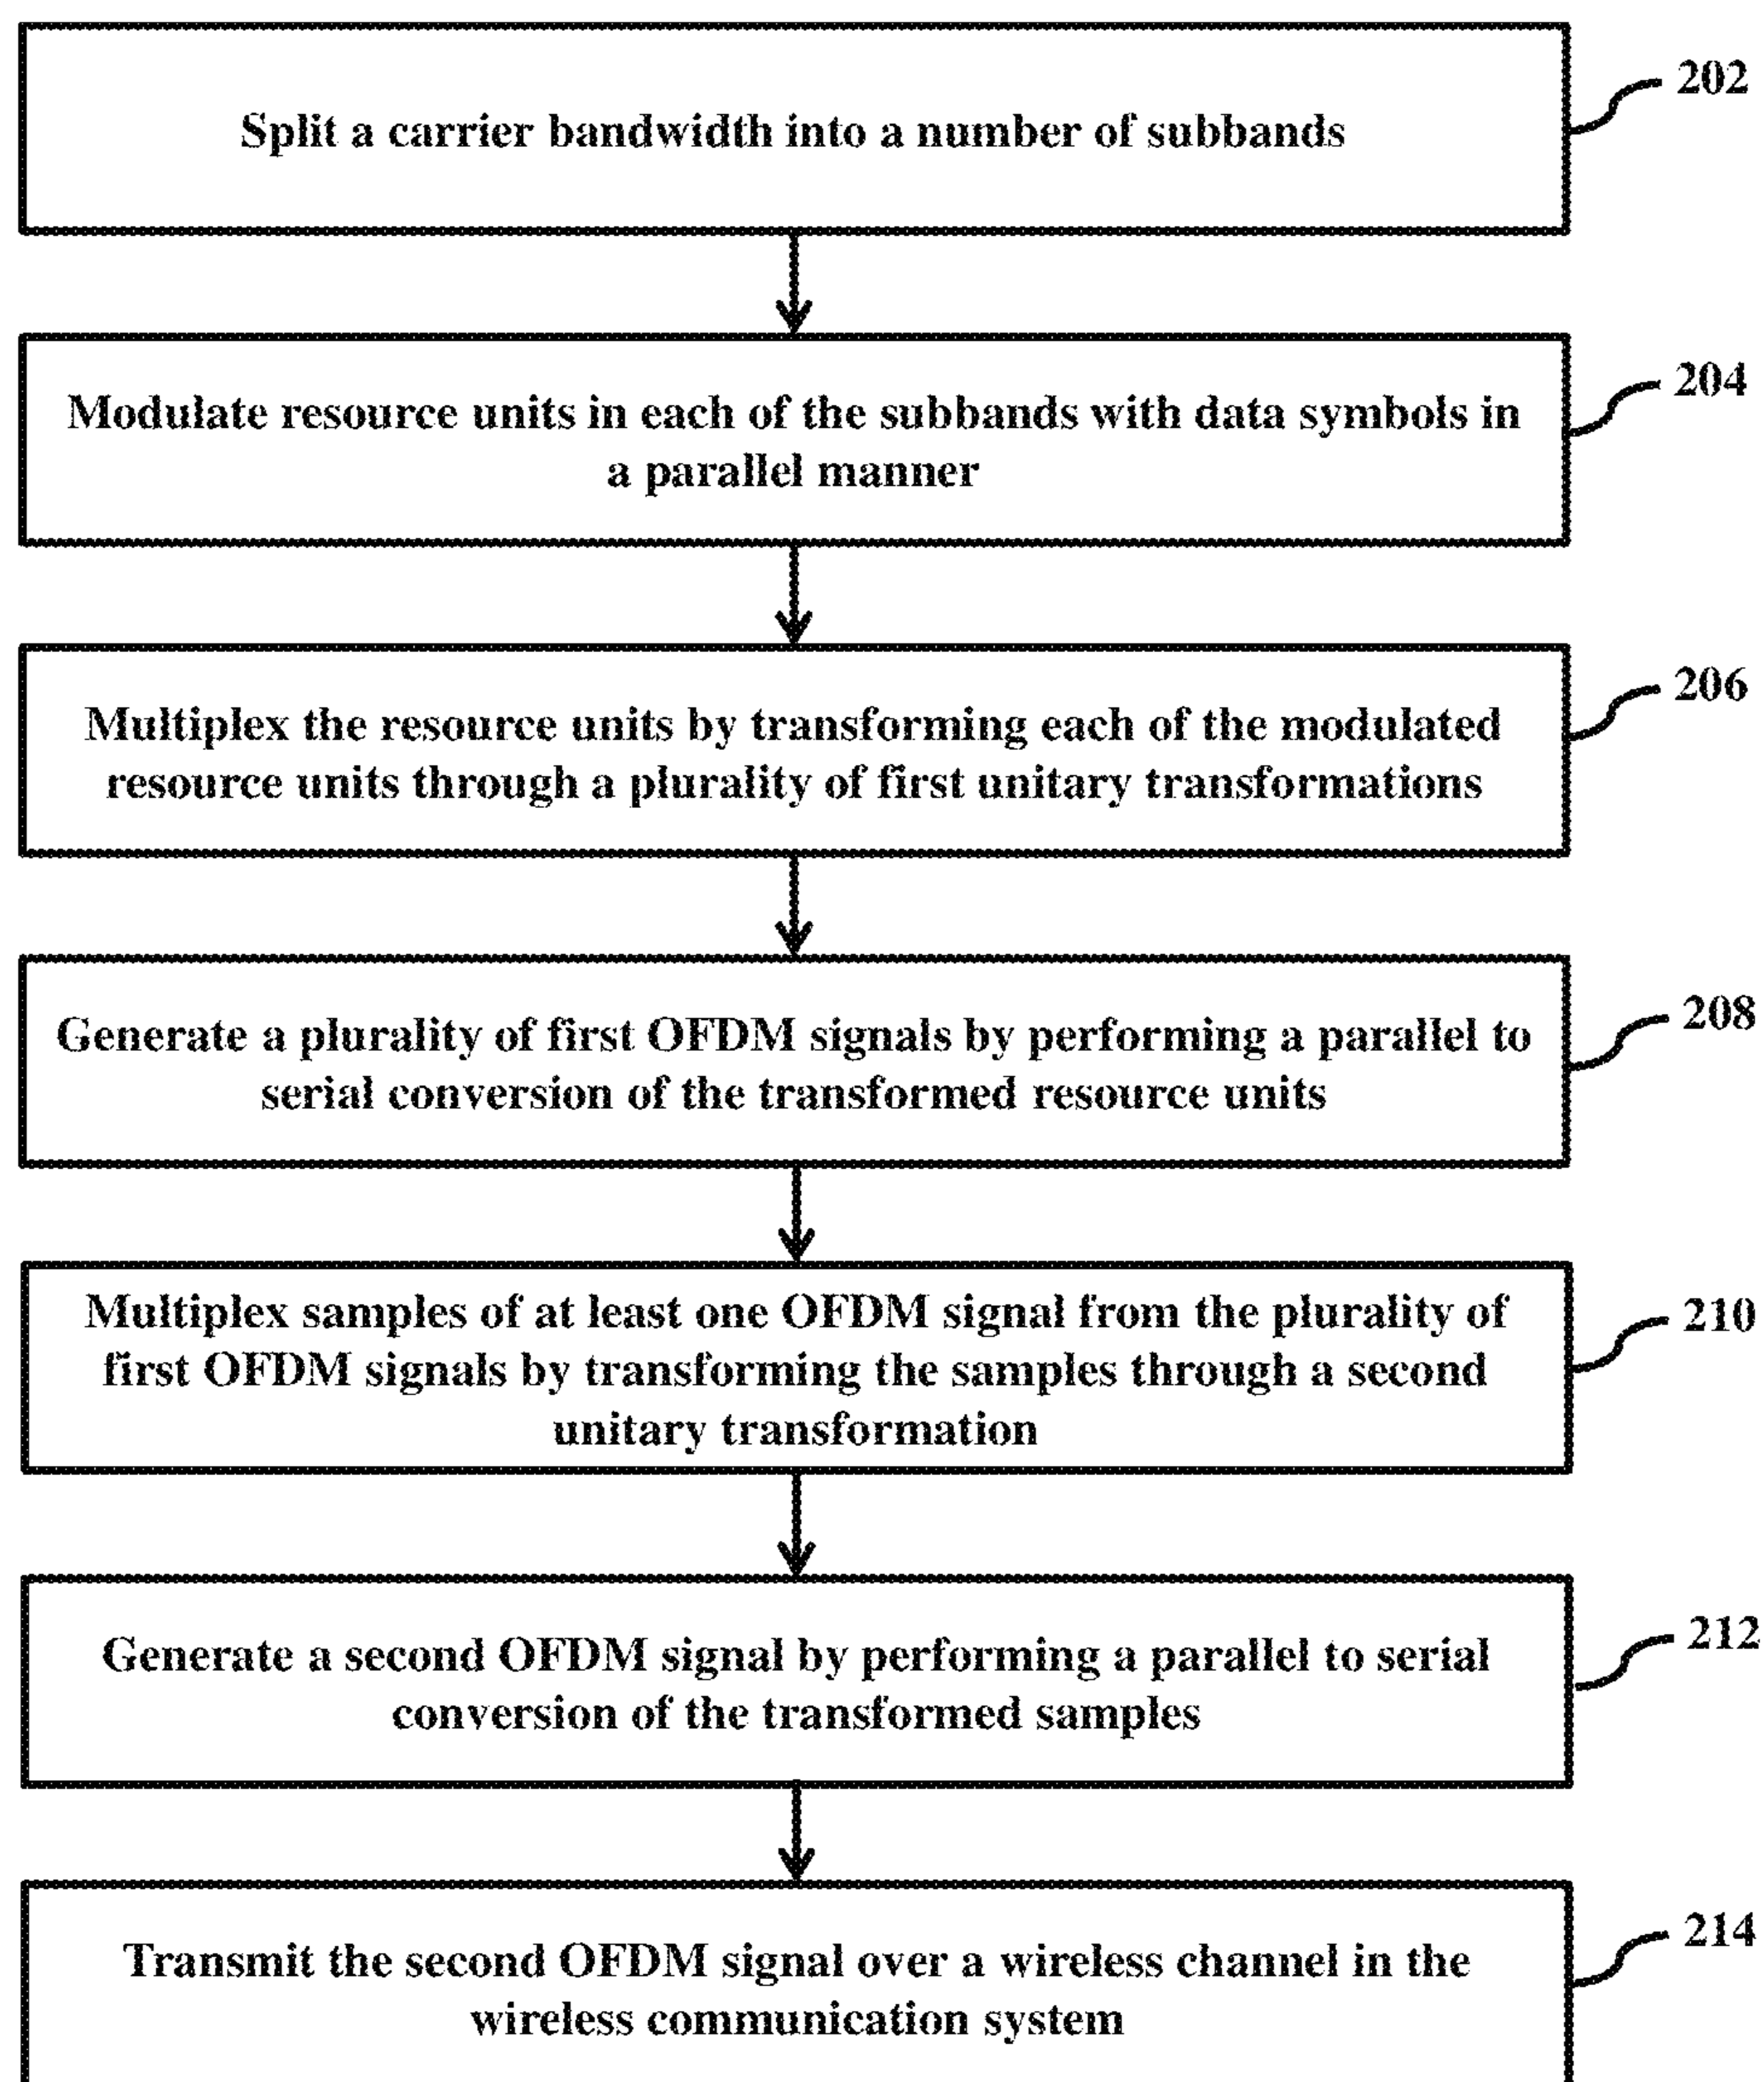 202
Split a carrier bandwidth into a number of subbands
204
Modulate resource units in each of the subbands with data symbols in
a parallel manner
206
Multiplex the resource units by transforming each of the modulated
resource units through a plurality of first unitary transformations
208
Generate a plurality of first OFDM signals by performing a parallel to
serial conversion of the transformed resource units
210
Multiplex samples of at least one OFDM signal from the plurality of
first OFDM signals by transforming the samples through a second
unitary transformation
212
Generate a second OFDM signal by performing a parallel to serial
conversion of the transformed samples
214
Transmit the second OFDM signal over a wireless channel in the
wireless communication system